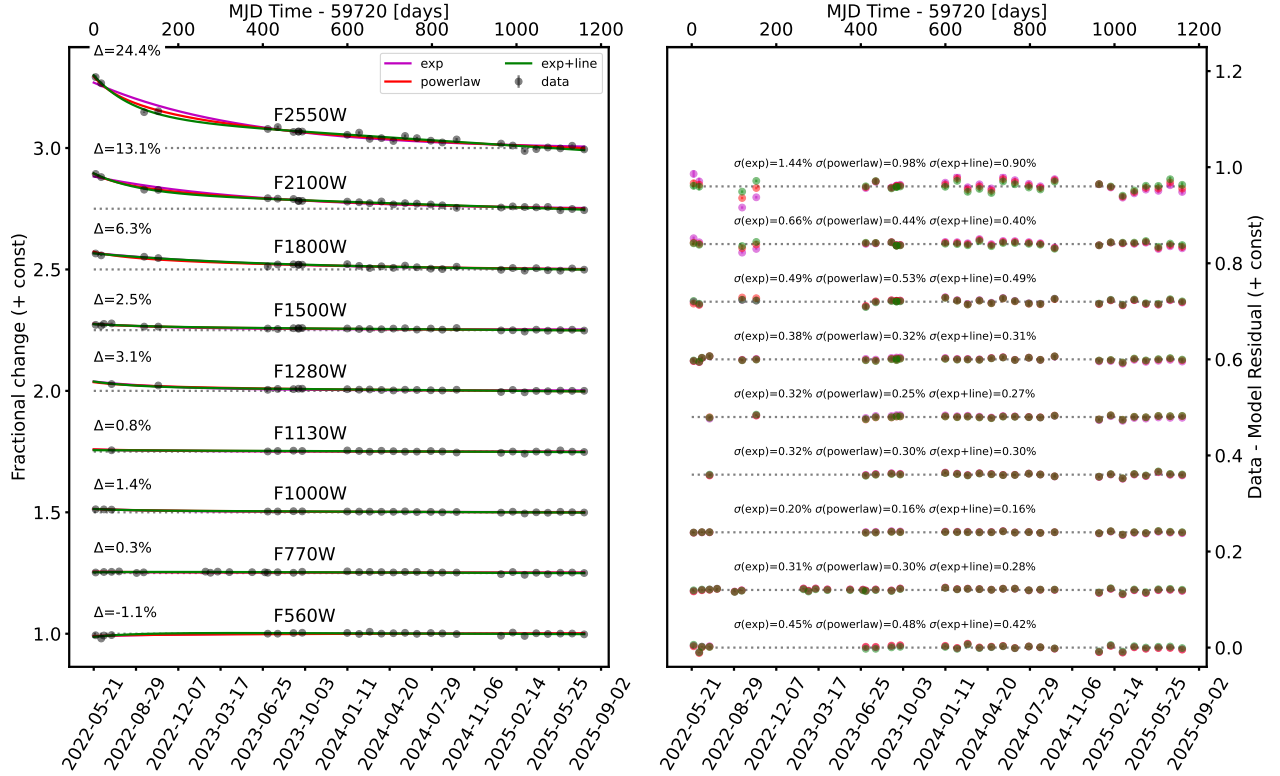 MJD Time - 59720 [days]
0 200 400 600 800 1000 1200
Fractional change (+ const)
3.0
2.5
2.0
1.5
1.0
exp
powerlaw
exp+line
data
Δ=24.4%
F2550W
Δ=13.1%
F2100W
Δ=6.3%
F1800W
Δ=2.5%
F1500W
Δ=3.1%
F1280W
Δ=0.8%
F1130W
Δ=1.4%
F1000W
Δ=0.3%
F770W
Δ=-1.1%
F560W
2022-05-21
2022-08-29
2022-12-07
2023-03-17
2023-06-25
2023-10-03
2024-01-11
2024-04-20
2024-07-29
2024-11-06
2025-02-14
2025-05-25
2025-09-02
MJD Time - 59720 [days]
0 200 400 600 800 1000 1200
σ(exp)=1.44% σ(powerlaw)=0.98% σ(exp+line)=0.90%
σ(exp)=0.66% σ(powerlaw)=0.44% σ(exp+line)=0.40%
σ(exp)=0.49% σ(powerlaw)=0.53% σ(exp+line)=0.49%
σ(exp)=0.38% σ(powerlaw)=0.32% σ(exp+line)=0.31%
σ(exp)=0.32% σ(powerlaw)=0.25% σ(exp+line)=0.27%
σ(exp)=0.32% σ(powerlaw)=0.30% σ(exp+line)=0.30%
σ(exp)=0.20% σ(powerlaw)=0.16% σ(exp+line)=0.16%
σ(exp)=0.31% σ(powerlaw)=0.30% σ(exp+line)=0.28%
σ(exp)=0.45% σ(powerlaw)=0.48% σ(exp+line)=0.42%
1.2
1.0
0.8
0.6
0.4
0.2
0.0
Data - Model Residual (+ const)
2022-05-21
2022-08-29
2022-12-07
2023-03-17
2023-06-25
2023-10-03
2024-01-11
2024-04-20
2024-07-29
2024-11-06
2025-02-14
2025-05-25
2025-09-02